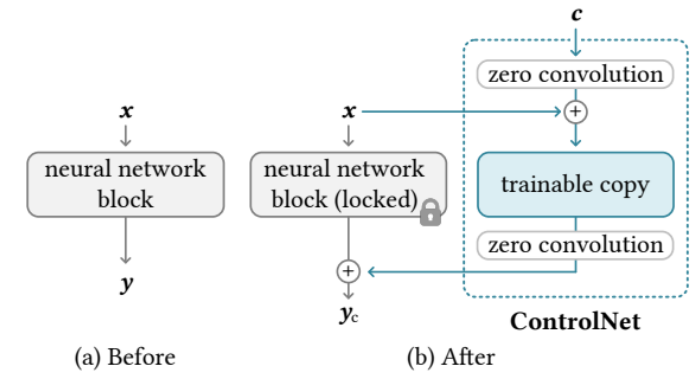 c
zero convolution
x
x
+
neural network
block
neural network
block (locked)
trainable copy
zero convolution
+
y
yc
ControlNet
(a) Before
(b) After